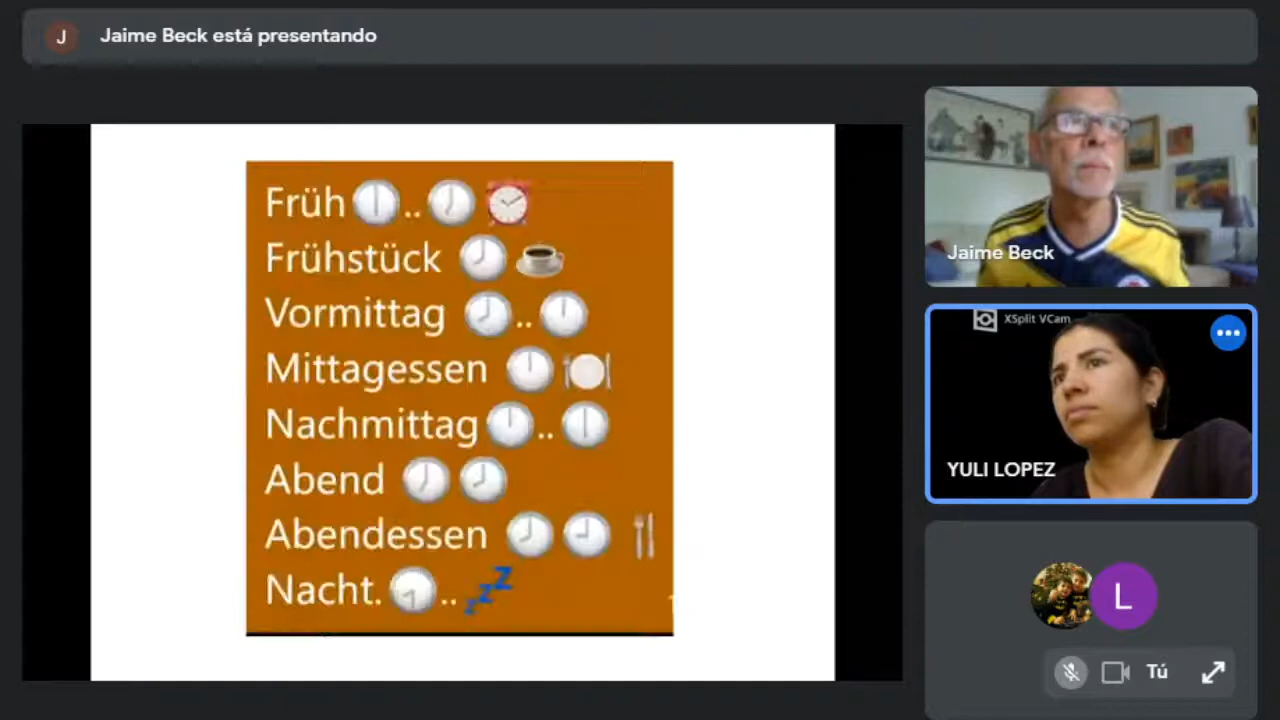 J Jaime Beck está presentando
Früh ..
Frühstück
Vormittag ..
Mittagessen
Nachmittag ..
Abend
Abendessen
Nacht. ..
Jaime Beck
XSplit VCam
YULI LOPEZ
L
Tú